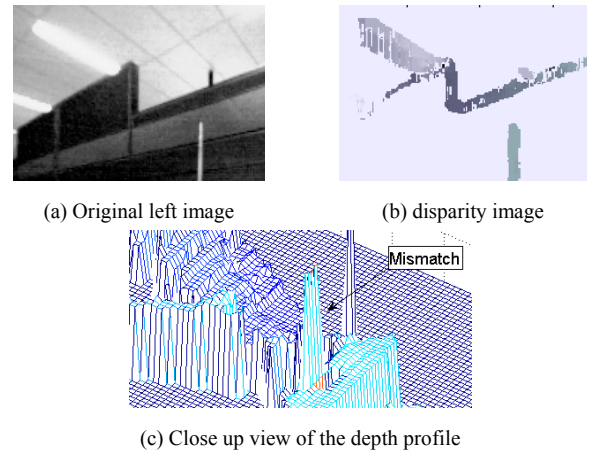 (a) Original left image
(b) disparity image
Mismatch
(c) Close up view of the depth profile